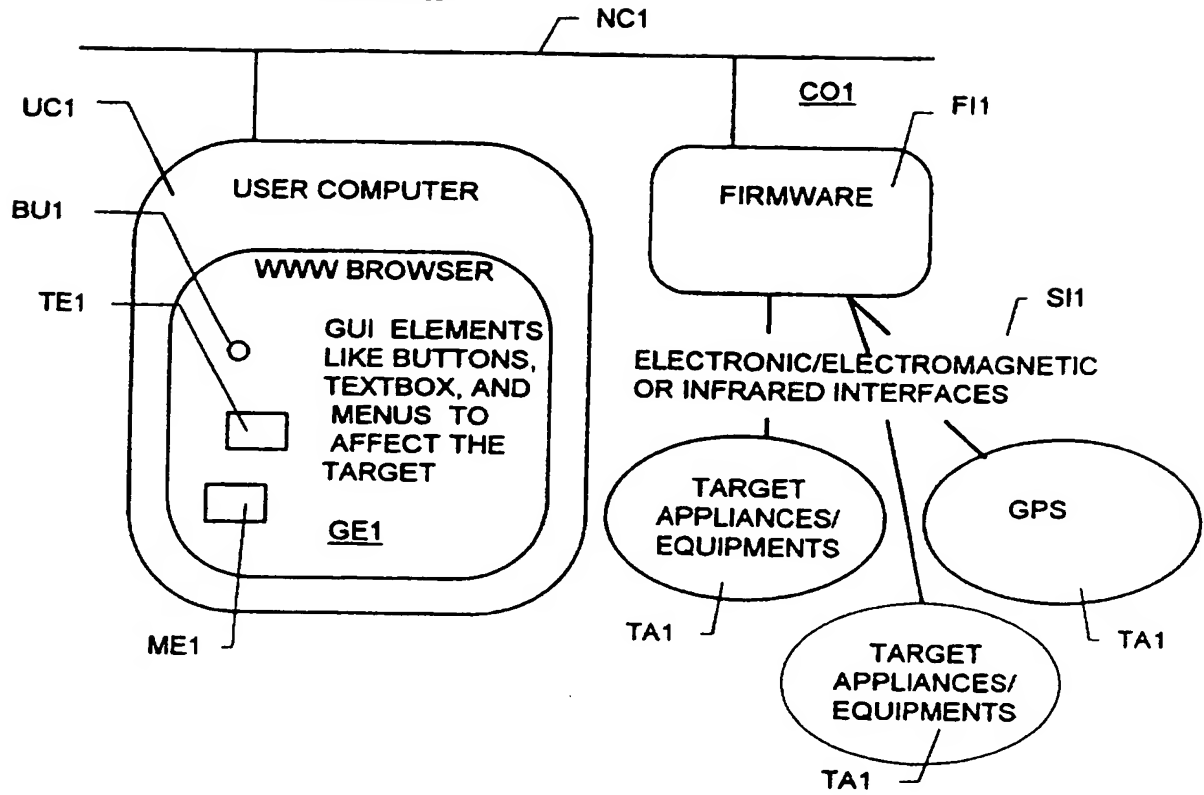 NC1
CO1
UC1
FI1
USER COMPUTER
FIRMWARE
BU1
WWW BROWSER
TE1
SI1
GUI ELEMENTS
LIKE BUTTONS,
TEXTBOX, AND
MENUS TO
AFFECT THE
TARGET
ELECTRONIC/ELECTROMAGNETIC
OR INFRARED INTERFACES
GE1
ME1
TARGET
APPLIANCES/
EQUIPMENTS
GPS
TA1
TA1
TARGET
APPLIANCES/
EQUIPMENTS
TA1